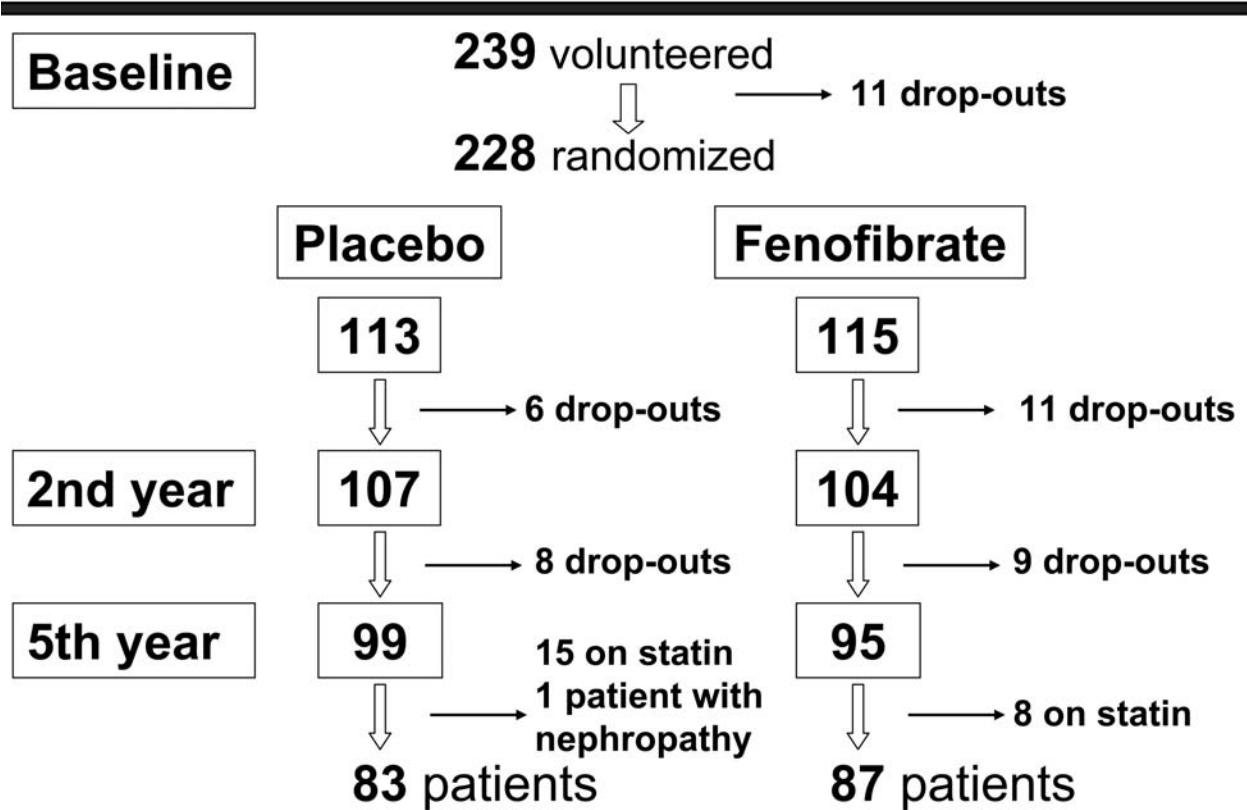 Baseline
239 volunteered
11 drop-outs
228 randomized
Placebo
Fenofibrate
113
115
6 drop-outs
11 drop-outs
2nd year
107
104
8 drop-outs
9 drop-outs
5th year
99
95
15 on statin
1 patient with
nephropathy
8 on statin
83 patients
87 patients